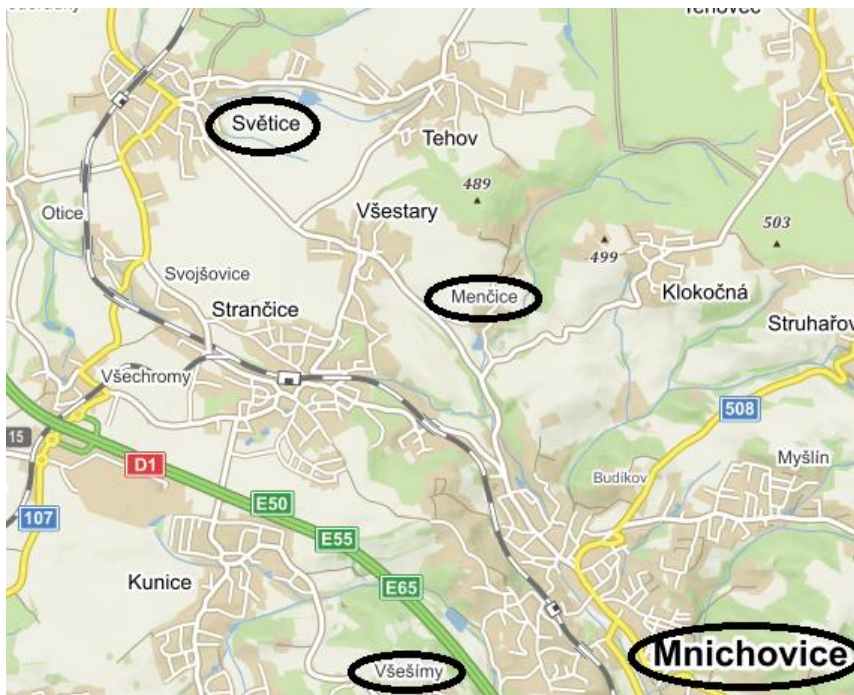 Světice
Tehov
489
Všestary
503
Otice
499
Svojšovice
Menčice
Klokočná
Strančice
Struhařov
Všechromy
508
15
D1
Myšlín
Budíkov
E50
107
E55
Kunice
E65
Mnichovice
Všešímy